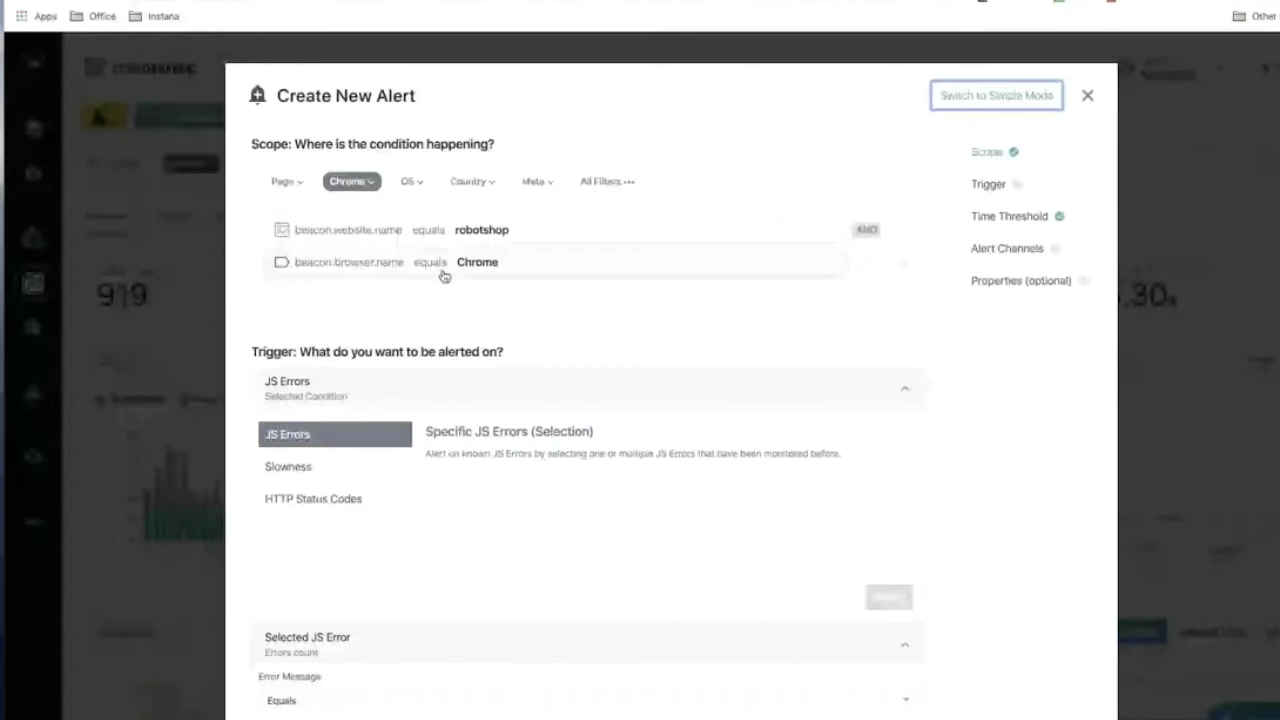 Apps Office Instana Other
Create New Alert Switch to Simple Mode
Scope: Where is the condition happening?
Page Chrome OS Country Meta All Filters •••
beacon.website.name equals robotshop AND
beacon.browser.name equals Chrome
Scope
Trigger
Time Threshold
Alert Channels
Properties (optional)
919
.30s
Trigger: What do you want to be alerted on?
JS Errors
Selected Condition
JS Errors
Slowness
HTTP Status Codes
Specific JS Errors (Selection)
Alert on known JS Errors by selecting one or multiple JS Errors that have been monitored before.
Selected JS Error
Errors count
Error Message
Equals